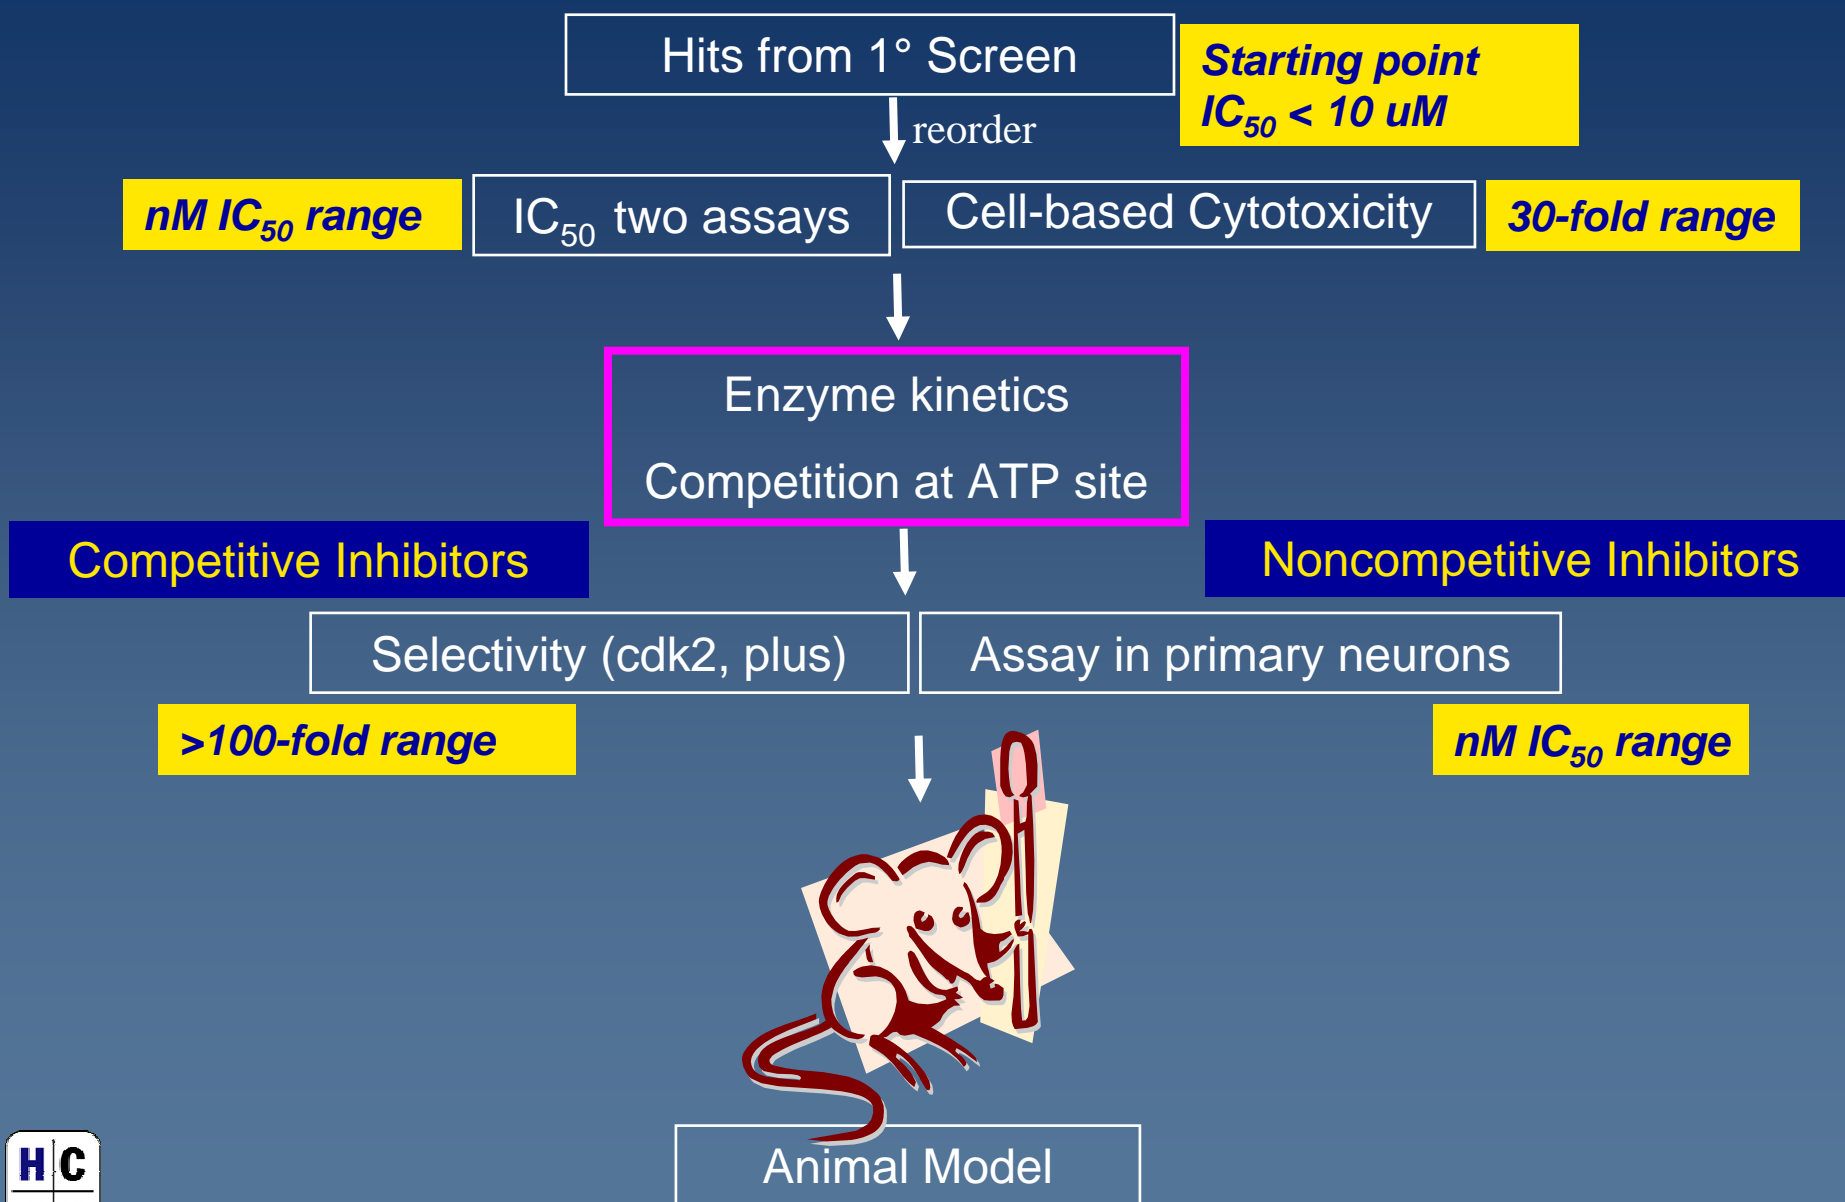 Hits from 1° Screen
Starting point
IC50 < 10 uM
reorder
nM IC50 range
IC50 two assays
Cell-based Cytotoxicity
30-fold range
Enzyme kinetics
Competition at ATP site
Competitive Inhibitors
Noncompetitive Inhibitors
Selectivity (cdk2, plus)
Assay in primary neurons
>100-fold range
nM IC50 range
Animal Model
H C